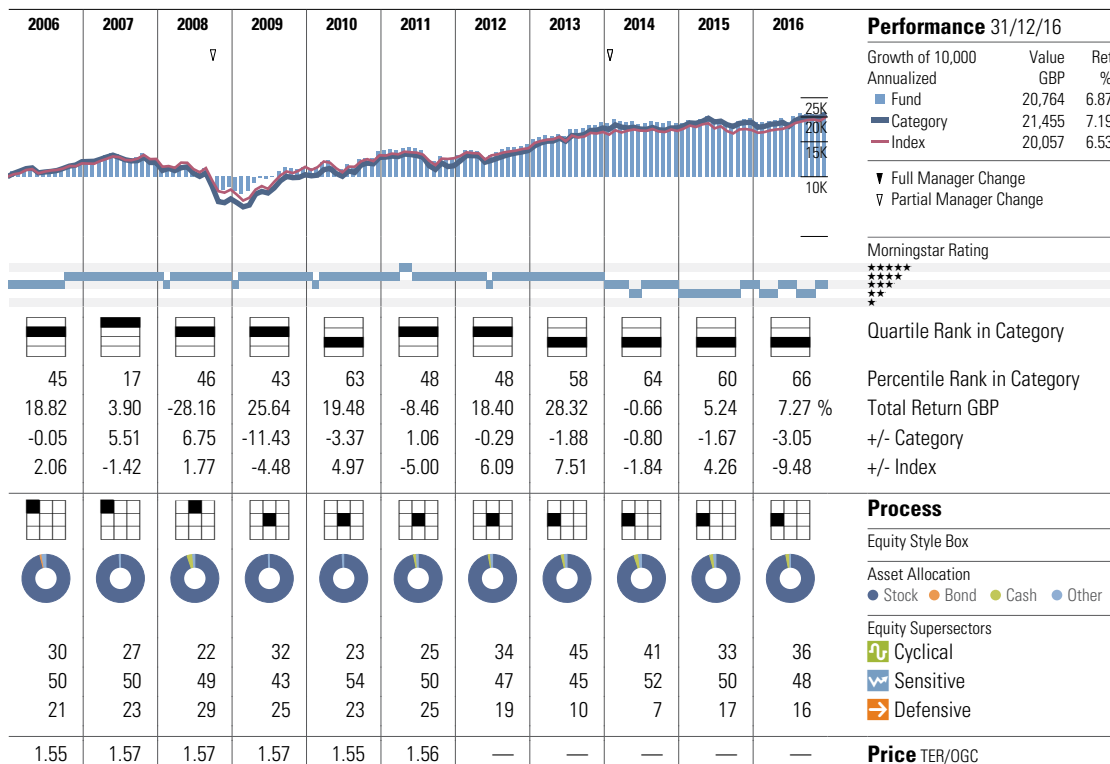 2006 2007 2008 2009 2010 2011 2012 2013 2014 2015 2016 Performance 31/12/16
Growth of 10,000 Value Ret
Annualized GBP %
Fund 20,764 6.87
Category 21,455 7.19
Index 20,057 6.53
25K
20K
15K
10K
Full Manager Change
Partial Manager Change
Morningstar Rating
★★★★★
★★★★
★★★
★★
★
Quartile Rank in Category
45 17 46 43 63 48 48 58 64 60 66 Percentile Rank in Category
18.82 3.90 -28.16 25.64 19.48 -8.46 18.40 28.32 -0.66 5.24 7.27 % Total Return GBP
-0.05 5.51 6.75 -11.43 -3.37 1.06 -0.29 -1.88 -0.80 -1.67 -3.05 +/- Category
2.06 -1.42 1.77 -4.48 4.97 -5.00 6.09 7.51 -1.84 4.26 -9.48 +/- Index
Process
Equity Style Box
Asset Allocation
Stock Bond Cash Other
Equity Supersectors
30 27 22 32 23 25 34 45 41 33 36 Cyclical
50 50 49 43 54 50 47 45 52 50 48 Sensitive
21 23 29 25 23 25 19 10 7 17 16 Defensive
1.55 1.57 1.57 1.57 1.55 1.56 — — — — — Price TER/OGC